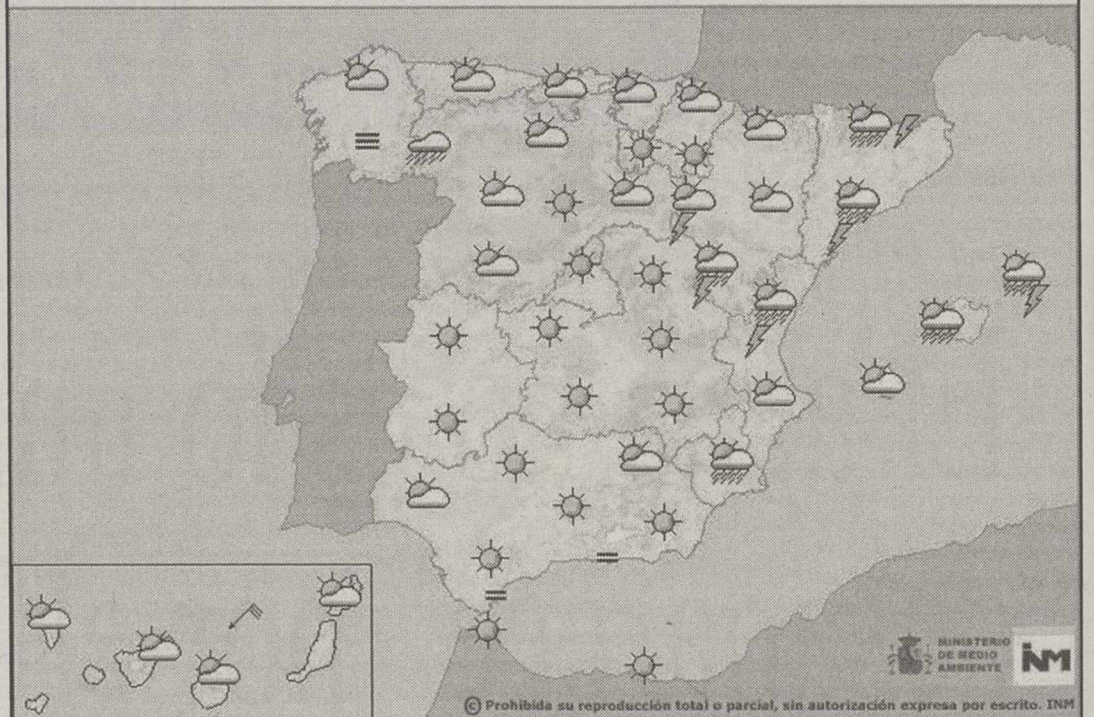 MINISTERIO
DE MEDIO
AMBIENTE
INM
© Prohibida su reproducción total o parcial, sin autorización expresa por escrito. INM